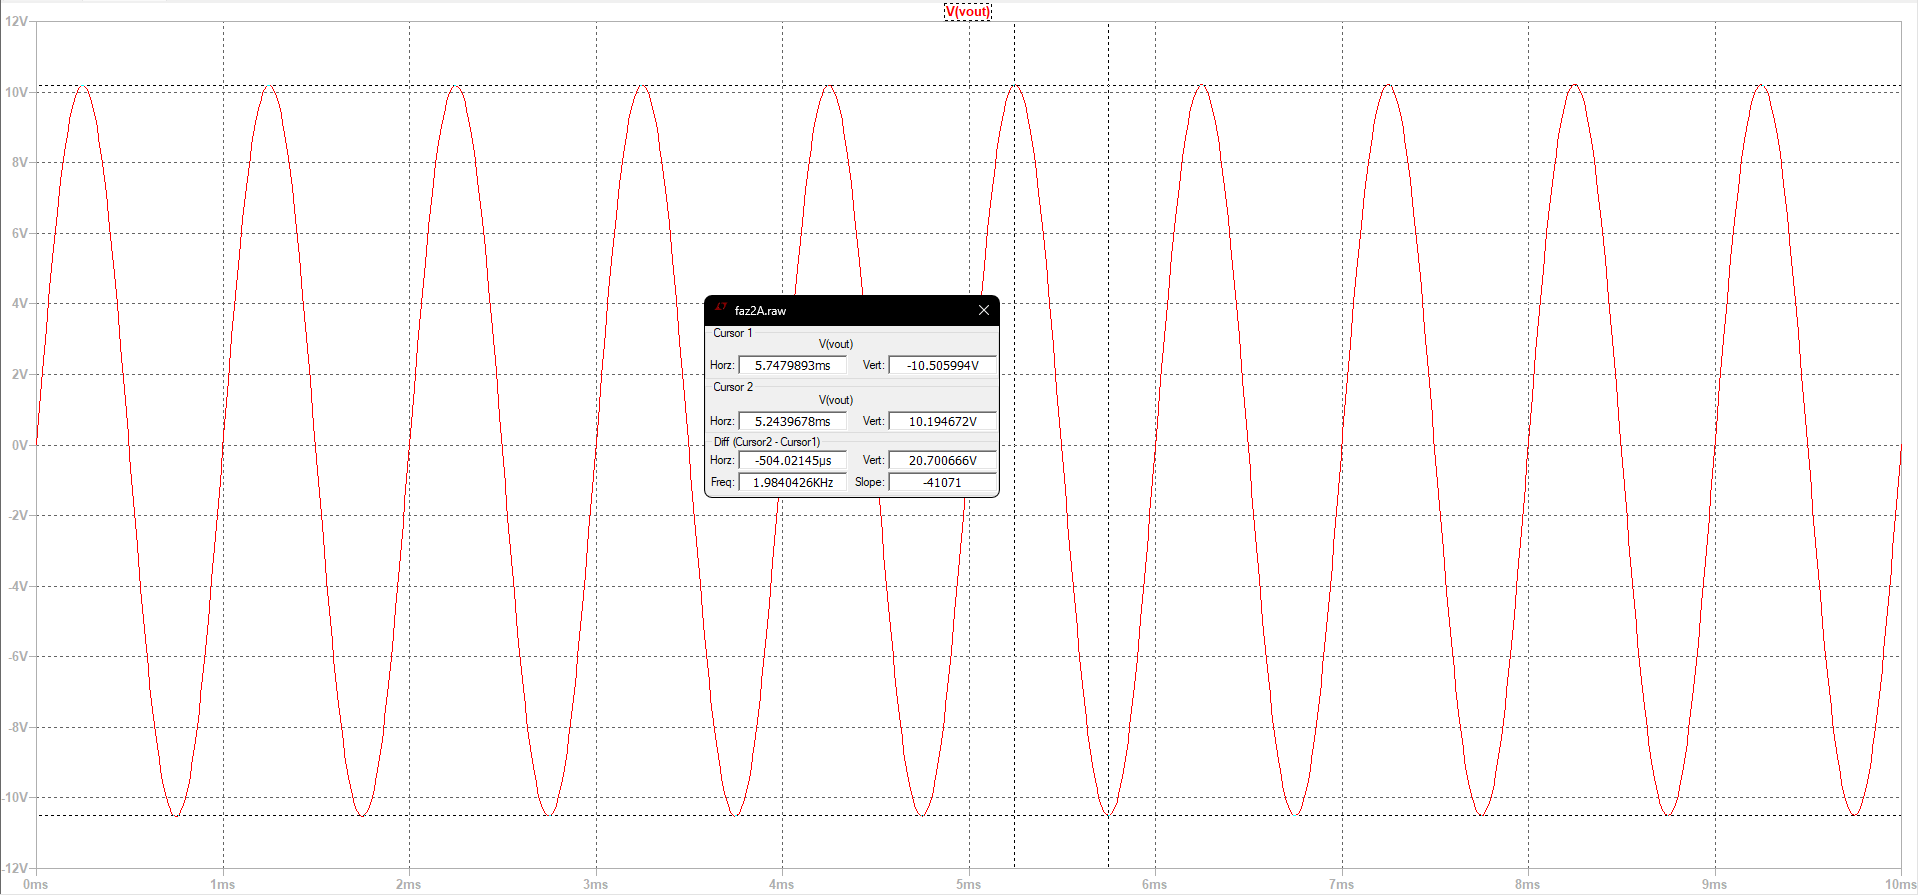 V(vout)
12V
10V
8V
6V
4V
2V
0V
-2V
-4V
-6V
-8V
-10V
-12V
0ms 1ms 2ms 3ms 4ms 5ms 6ms 7ms 8ms 9ms 10ms
faz2A.raw
Cursor 1
V(vout)
Horz: 5.7479893ms Vert: -10.505994V
Cursor 2
V(vout)
Horz: 5.2439678ms Vert: 10.194672V
Diff (Cursor2 - Cursor1)
Horz: -504.02145µs Vert: 20.700666V
Freq: 1.9840426KHz Slope: -41071